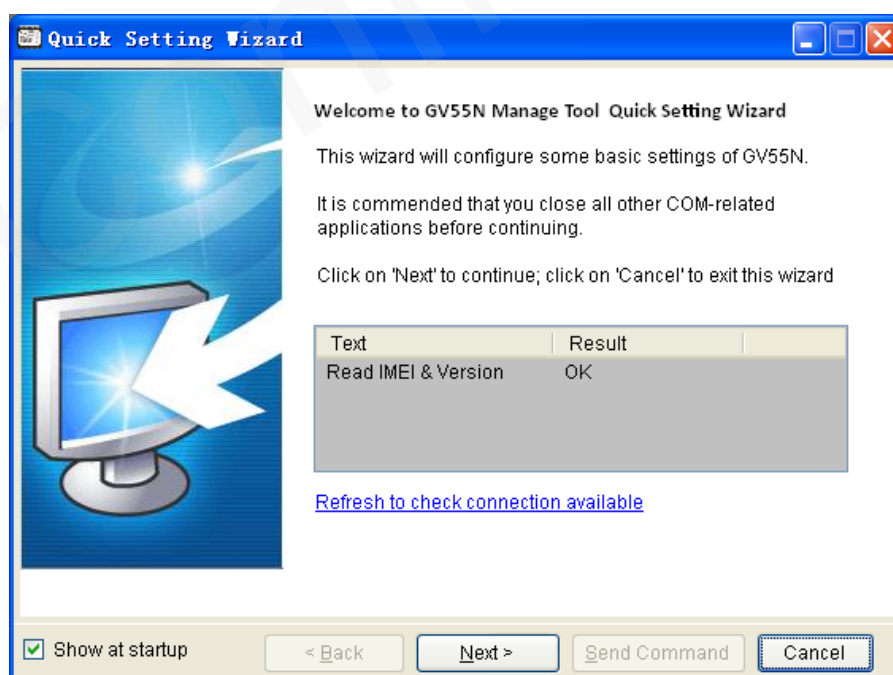 Quick Setting Wizard
Welcome to GV55N Manage Tool Quick Setting Wizard
This wizard will configure some basic settings of GV55N.
It is commended that you close all other COM-related
applications before continuing.
Click on 'Next' to continue; click on 'Cancel' to exit this wizard
Text Result
Read IMEI & Version OK
Refresh to check connection available
Show at startup < Back Next > Send Command Cancel